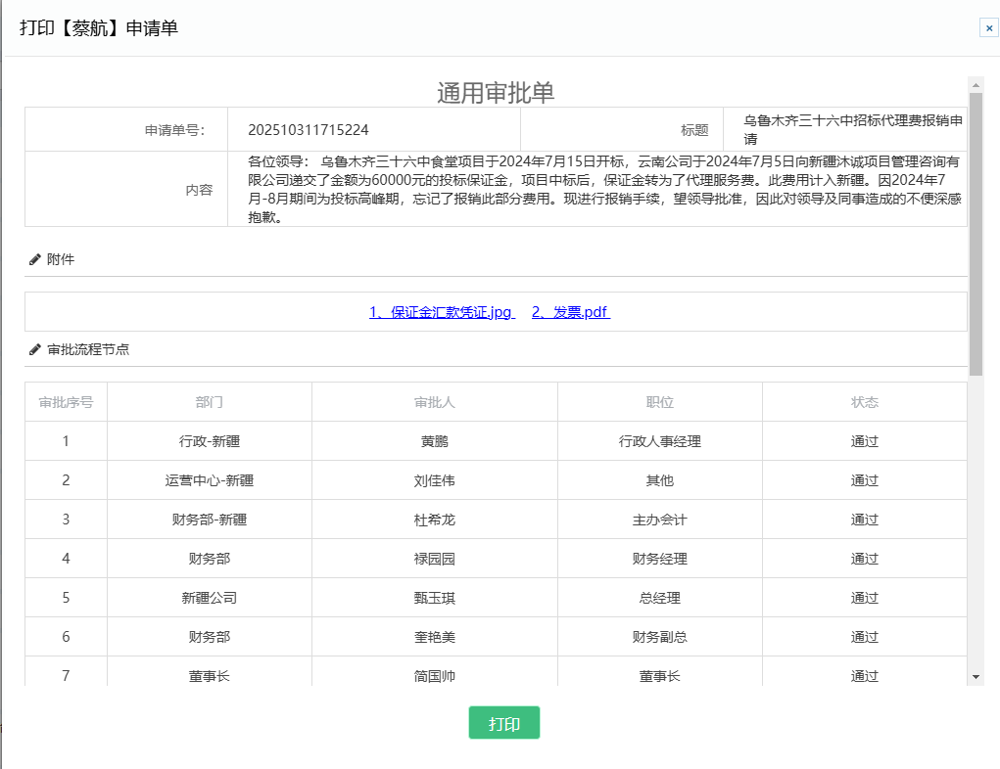 打印【蔡航】申请单
×
通用审批单
申请单号： 202510311715224 标题 乌鲁木齐三十六中招标代理费报销申请
内容
各位领导： 乌鲁木齐三十六中食堂项目于2024年7月15日开标，云南公司于2024年7月5日向新疆沐诚项目管理咨询有
限公司递交了金额为60000元的投标保证金，项目中标后，保证金转为了代理服务费。此费用计入新疆。因2024年7
月-8月期间为投标高峰期，忘记了报销此部分费用。现进行报销手续，望领导批准，因此对领导及同事造成的不便深感
抱歉。
附件
1、保证金汇款凭证.jpg 2、发票.pdf
审批流程节点
审批序号 部门 审批人 职位 状态
1 行政-新疆 黄鹏 行政人事经理 通过
2 运营中心-新疆 刘佳伟 其他 通过
3 财务部-新疆 杜希龙 主办会计 通过
4 财务部 禄园园 财务经理 通过
5 新疆公司 甄玉琪 总经理 通过
6 财务部 奎艳美 财务副总 通过
7 董事长 简国帅 董事长 通过
打印